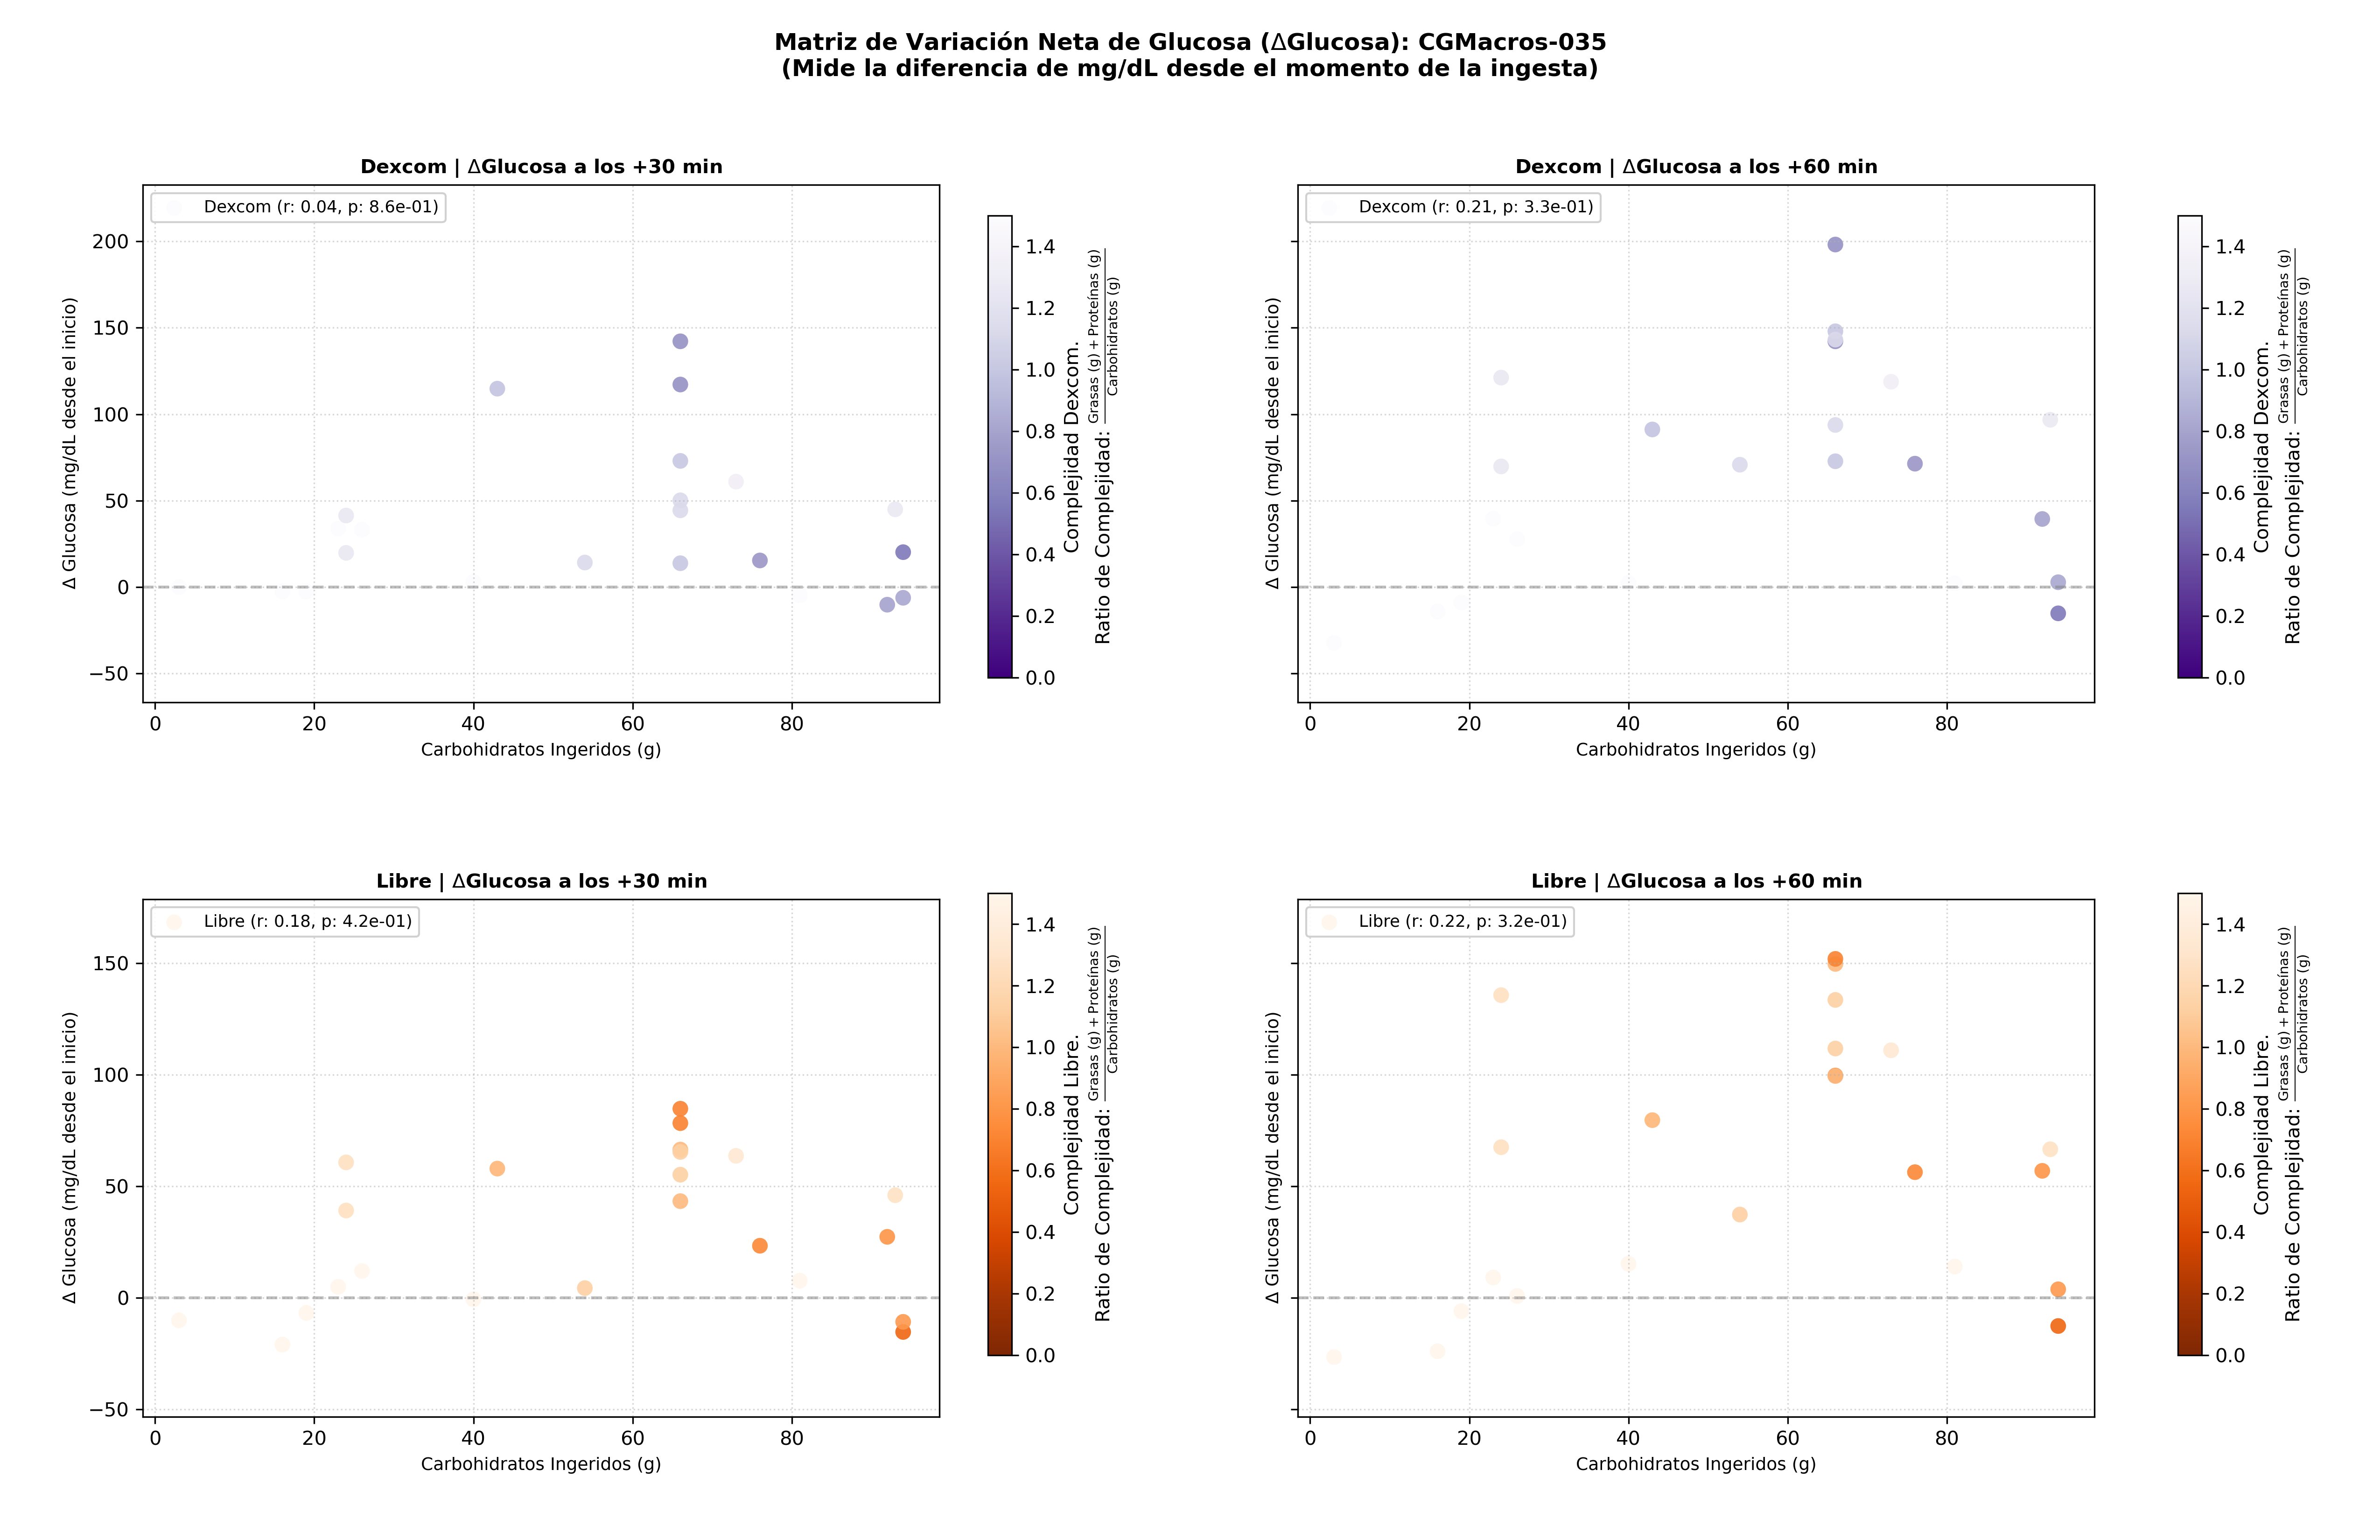 Matriz de Variación Neta de Glucosa (ΔGlucosa): CGMacros-035
(Mide la diferencia de mg/dL desde el momento de la ingesta)
Dexcom | ΔGlucosa a los +30 min
Dexcom (r: 0.04, p: 8.6e-01)
Δ Glucosa (mg/dL desde el inicio)
200
150
100
50
0
−50
0 20 40 60 80
Carbohidratos Ingeridos (g)
1.4
1.2
1.0
0.8
0.6
0.4
0.2
0.0
Complejidad Dexcom.
Ratio de Complejidad: Grasas (g) + Proteínas (g)
Carbohidratos (g)
Dexcom | ΔGlucosa a los +60 min
Dexcom (r: 0.21, p: 3.3e-01)
Δ Glucosa (mg/dL desde el inicio)
0 20 40 60 80
Carbohidratos Ingeridos (g)
1.4
1.2
1.0
0.8
0.6
0.4
0.2
0.0
Complejidad Dexcom.
Ratio de Complejidad: Grasas (g) + Proteínas (g)
Carbohidratos (g)
Libre | ΔGlucosa a los +30 min
Libre (r: 0.18, p: 4.2e-01)
Δ Glucosa (mg/dL desde el inicio)
150
100
50
0
−50
0 20 40 60 80
Carbohidratos Ingeridos (g)
1.4
1.2
1.0
0.8
0.6
0.4
0.2
0.0
Complejidad Libre.
Ratio de Complejidad: Grasas (g) + Proteínas (g)
Carbohidratos (g)
Libre | ΔGlucosa a los +60 min
Libre (r: 0.22, p: 3.2e-01)
Δ Glucosa (mg/dL desde el inicio)
0 20 40 60 80
Carbohidratos Ingeridos (g)
1.4
1.2
1.0
0.8
0.6
0.4
0.2
0.0
Complejidad Libre.
Ratio de Complejidad: Grasas (g) + Proteínas (g)
Carbohidratos (g)